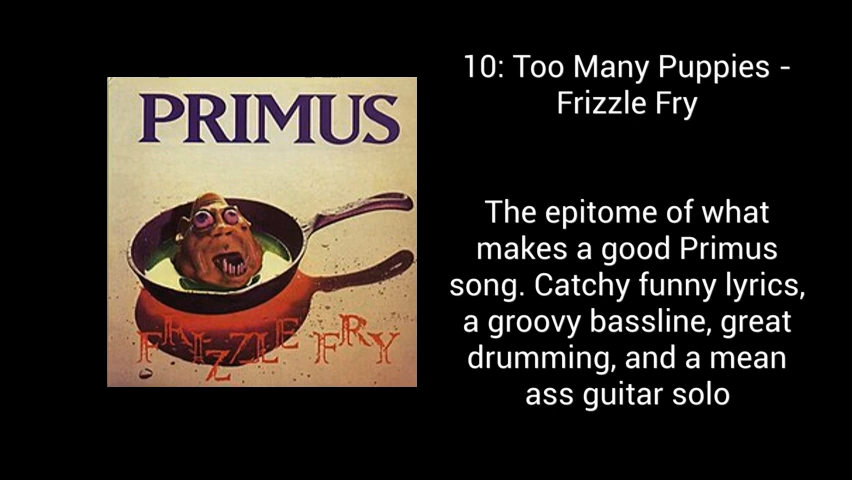 PRIMUS
FRIZZLE FRY
10: Too Many Puppies -
Frizzle Fry
The epitome of what
makes a good Primus
song. Catchy funny lyrics,
a groovy bassline, great
drumming, and a mean
ass guitar solo